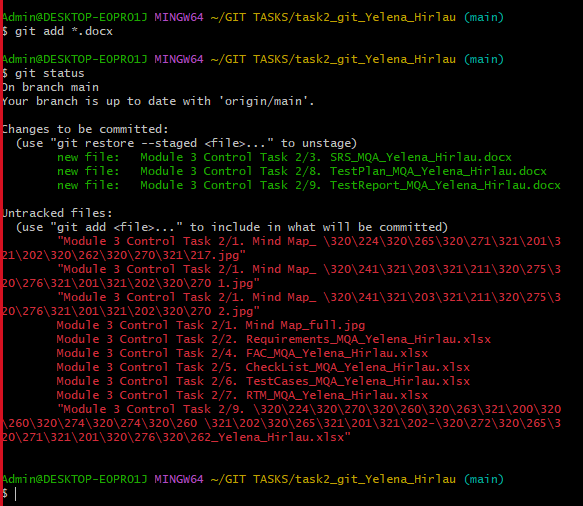 Admin@DESKTOP-EOPRO1J MINGW64 ~/GIT TASKS/task2_git_Yelena_Hirlau (main)
$ git add *.docx
Admin@DESKTOP-EOPRO1J MINGW64 ~/GIT TASKS/task2_git_Yelena_Hirlau (main)
$ git status
On branch main
Your branch is up to date with 'origin/main'.
Changes to be committed:
  (use "git restore --staged <file>..." to unstage)
        new file:   Module 3 Control Task 2/3. SRS_MQA_Yelena_Hirlau.docx
        new file:   Module 3 Control Task 2/8. TestPlan_MQA_Yelena_Hirlau.docx
        new file:   Module 3 Control Task 2/9. TestReport_MQA_Yelena_Hirlau.docx
Untracked files:
  (use "git add <file>..." to include in what will be committed)
        "Module 3 Control Task 2/1. Mind Map_ \320\224\320\265\320\271\321\201\3
21\202\320\262\320\270\321\217.jpg"
        "Module 3 Control Task 2/1. Mind Map_ \320\241\321\203\321\211\320\275\3
20\276\321\201\321\202\320\270 1.jpg"
        "Module 3 Control Task 2/1. Mind Map_ \320\241\321\203\321\211\320\275\3
20\276\321\201\321\202\320\270 2.jpg"
        Module 3 Control Task 2/1. Mind Map_full.jpg
        Module 3 Control Task 2/2. Requirements_MQA_Yelena_Hirlau.xlsx
        Module 3 Control Task 2/4. FAC_MQA_Yelena_Hirlau.xlsx
        Module 3 Control Task 2/5. CheckList_MQA_Yelena_Hirlau.xlsx
        Module 3 Control Task 2/6. TestCases_MQA_Yelena_Hirlau.xlsx
        Module 3 Control Task 2/7. RTM_MQA_Yelena_Hirlau.xlsx
        "Module 3 Control Task 2/9. \320\224\320\270\320\260\320\263\321\200\320
\260\320\274\320\274\320\260 \321\202\320\265\321\201\321\202-\320\272\320\265\3
20\271\321\201\320\276\320\262_Yelena_Hirlau.xlsx"
Admin@DESKTOP-EOPRO1J MINGW64 ~/GIT TASKS/task2_git_Yelena_Hirlau (main)
$